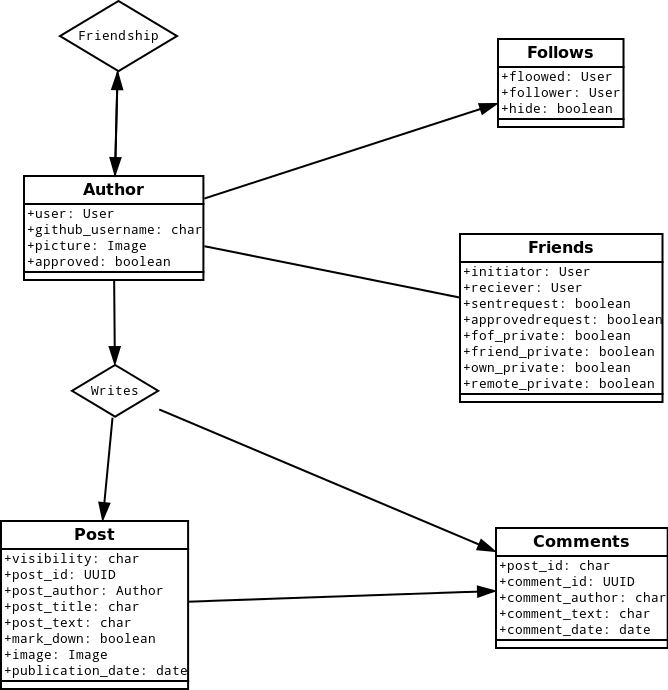 Friendship
Follows
+floowed: User
+follower: User
+hide: boolean
Author
+user: User
+github_username: char
+picture: Image
+approved: boolean
Friends
+initiator: User
+reciever: User
+sentrequest: boolean
+approvedrequest: boolean
+fof_private: boolean
+friend_private: boolean
+own_private: boolean
+remote_private: boolean
Writes
Post
+visibility: char
+post_id: UUID
+post_author: Author
+post_title: char
+post_text: char
+mark_down: boolean
+image: Image
+publication_date: date
Comments
+post_id: char
+comment_id: UUID
+comment_author: char
+comment_text: char
+comment_date: date